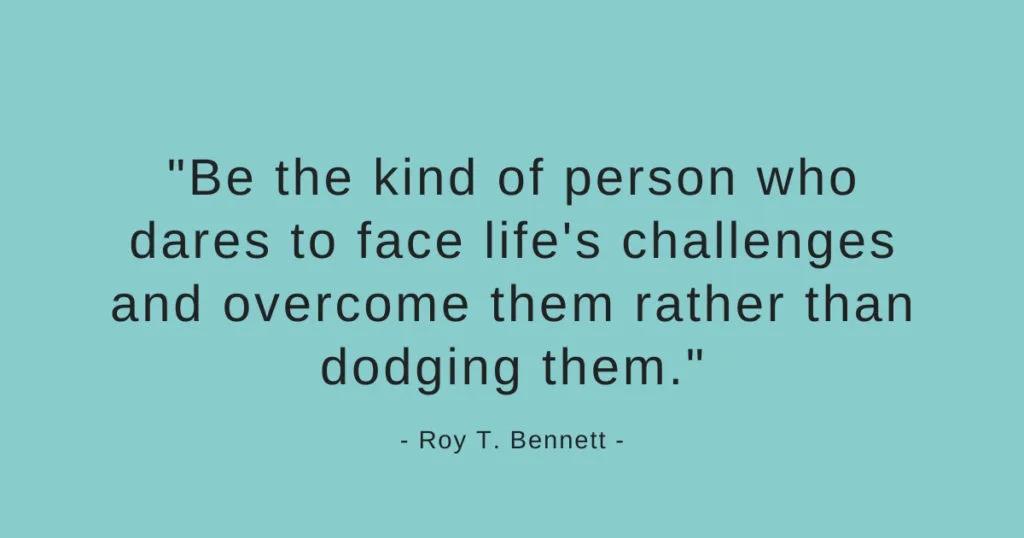 "Be the kind of person who
dares to face life's challenges
and overcome them rather than
dodging them."
- Roy T. Bennett -